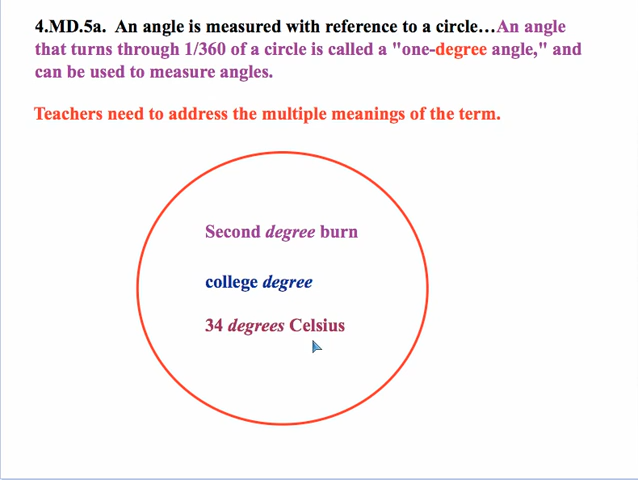 4.MD.5a. An angle is measured with reference to a circle…An angle
that turns through 1/360 of a circle is called a "one-degree angle," and
can be used to measure angles.
Teachers need to address the multiple meanings of the term.
Second degree burn
college degree
34 degrees Celsius